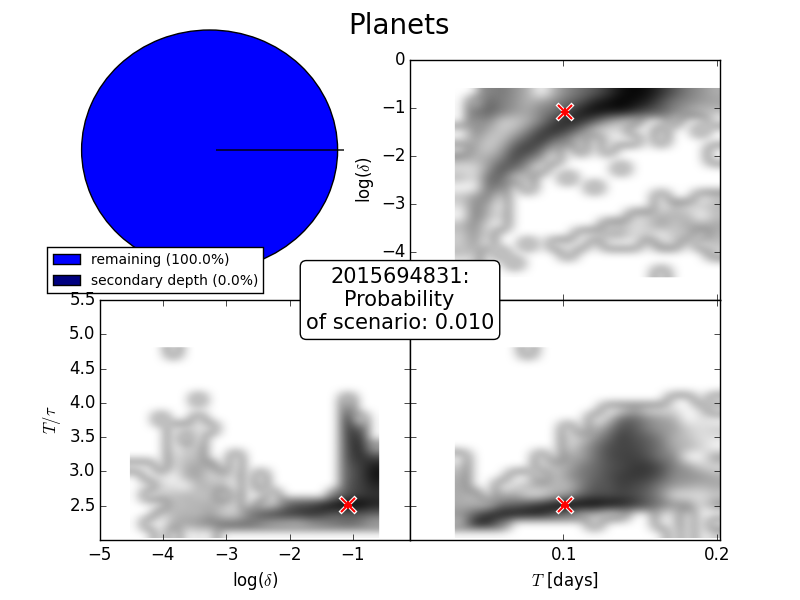 Planets
remaining (100.0%)
secondary depth (0.0%)
0
−1
−2
−3
−4
log(δ)
2015694831:
Probability
of scenario: 0.010
5.5
5.0
4.5
4.0
3.5
3.0
2.5
T/τ
−5 −4 −3 −2 −1
log(δ)
0.1 0.2
T [days]